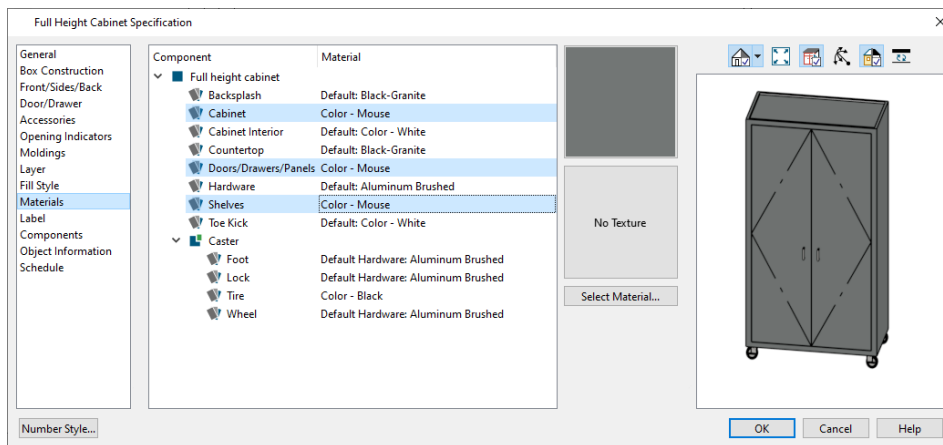 Full Height Cabinet Specification
General
Box Construction
Front/Sides/Back
Door/Drawer
Accessories
Opening Indicators
Moldings
Layer
Fill Style
Materials
Label
Components
Object Information
Schedule
Component Material
Full height cabinet
Backsplash Default: Black-Granite
Cabinet Color - Mouse
Cabinet Interior Default: Color - White
Countertop Default: Black-Granite
Doors/Drawers/Panels Color - Mouse
Hardware Default: Aluminum Brushed
Shelves Color - Mouse
Toe Kick Default: Color - White
Caster
Foot Default Hardware: Aluminum Brushed
Lock Default Hardware: Aluminum Brushed
Tire Color - Black
Wheel Default Hardware: Aluminum Brushed
No Texture
Select Material...
Number Style...
OK
Cancel
Help